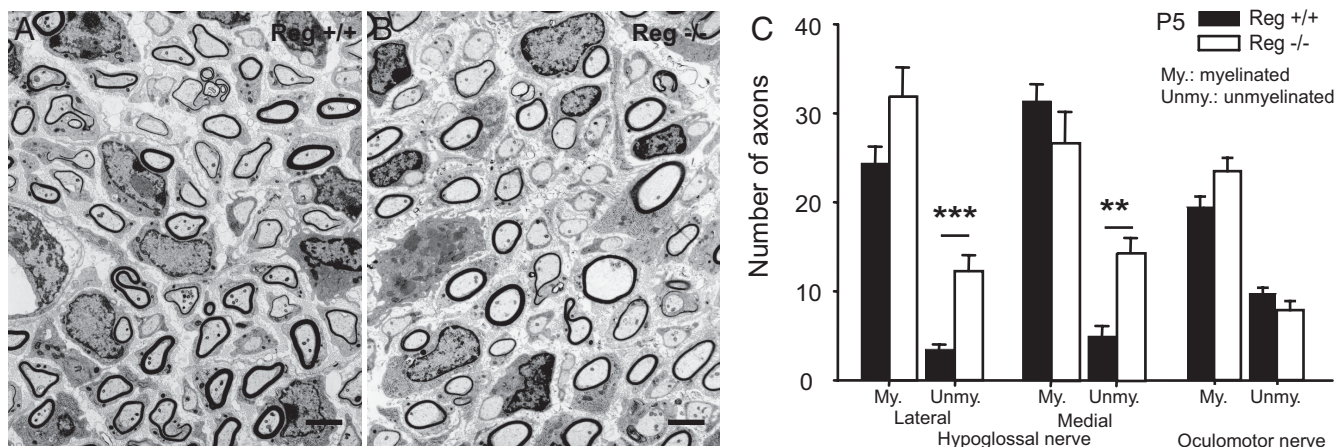 A
Reg +/+
B
Reg -/-
C
P5
Reg +/+
Reg -/-
My.: myelinated
Unmy.: unmyelinated
Number of axons
40
30
20
10
0
***
**
My. Unmy. My. Unmy. My. Unmy.
Lateral Medial
Hypoglossal nerve Oculomotor nerve